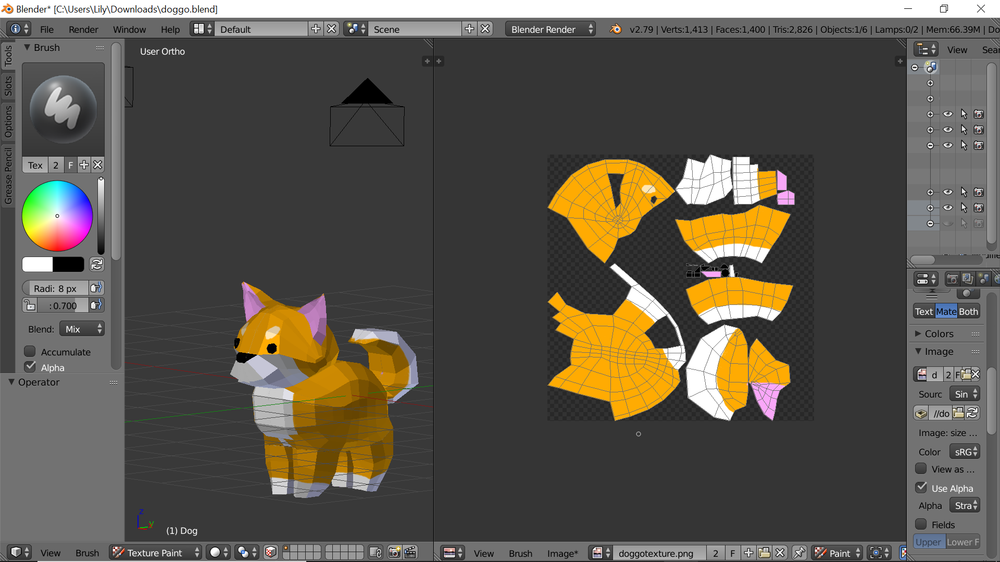 Blender* [C:\Users\Lily\Downloads\doggo.blend]
File Render Window Help Default Scene Blender Render v2.79 | Verts:1,413 | Faces:1,400 | Tris:2,826 | Objects:1/6 | Lamps:0/2 | Mem:66.39M | Do
Tools
Slots
Options
Grease Pencil
Brush
Tex 2 F
Radi: 8 px
: 0.700
Blend: Mix
Accumulate
Alpha
Operator
User Ortho
z
y
(1) Dog
View Brush Texture Paint
View Brush Image* doggotexture.png 2 F Paint
View Sear
Text Mate Both
Colors
Image
d 2 F
Sourc Sin
//do
Image: size ...
Color sRG
View as ...
Use Alpha
Alpha Stra
Fields
Upper Lower F